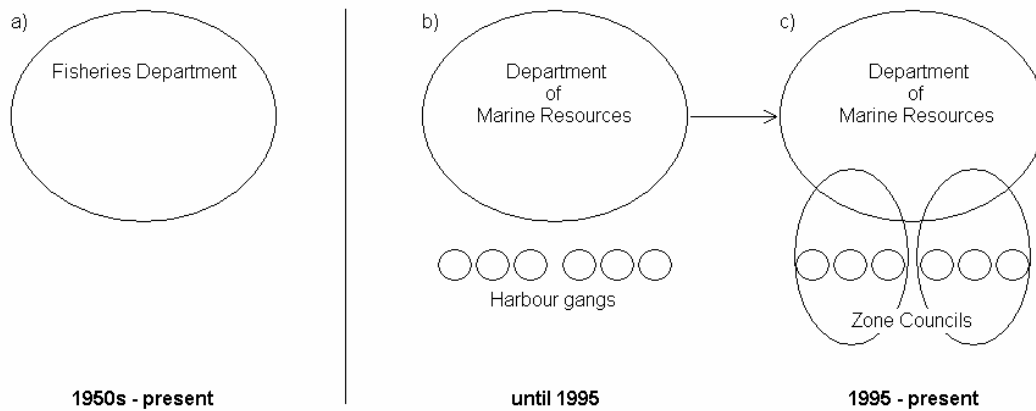 a)
Fisheries Department
1950s - present
b)
Department
of
Marine Resources
Harbour gangs
until 1995
c)
Department
of
Marine Resources
Zone Councils
1995 - present